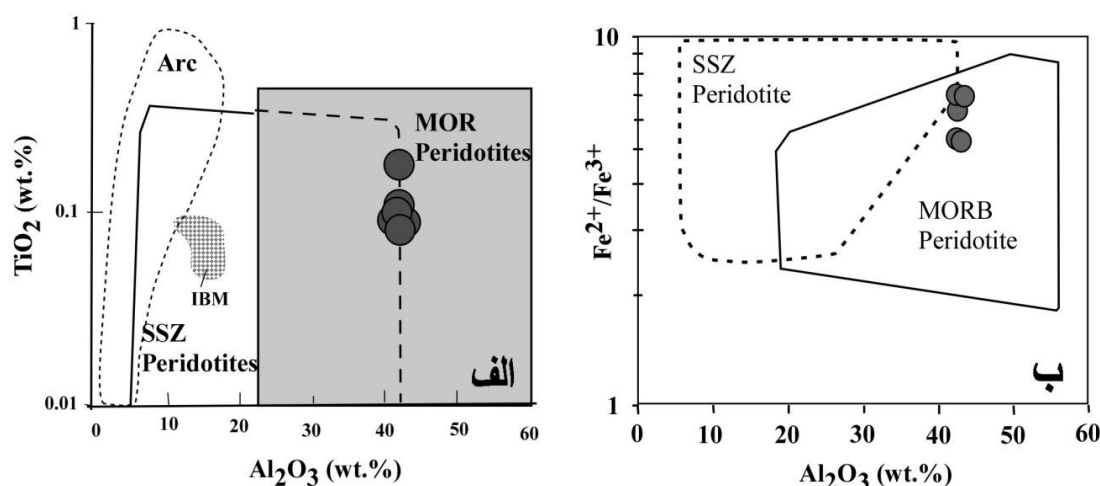 1
Arc
MOR
Peridotites
TiO2 (wt.%)
0.1
IBM
SSZ
Peridotites
الف
0.01
0 10 20 30 40 50 60
Al2O3 (wt.%)
10
SSZ
Peridotite
Fe2+/Fe3+
MORB
Peridotite
ب
1
0 10 20 30 40 50 60
Al2O3 (wt.%)